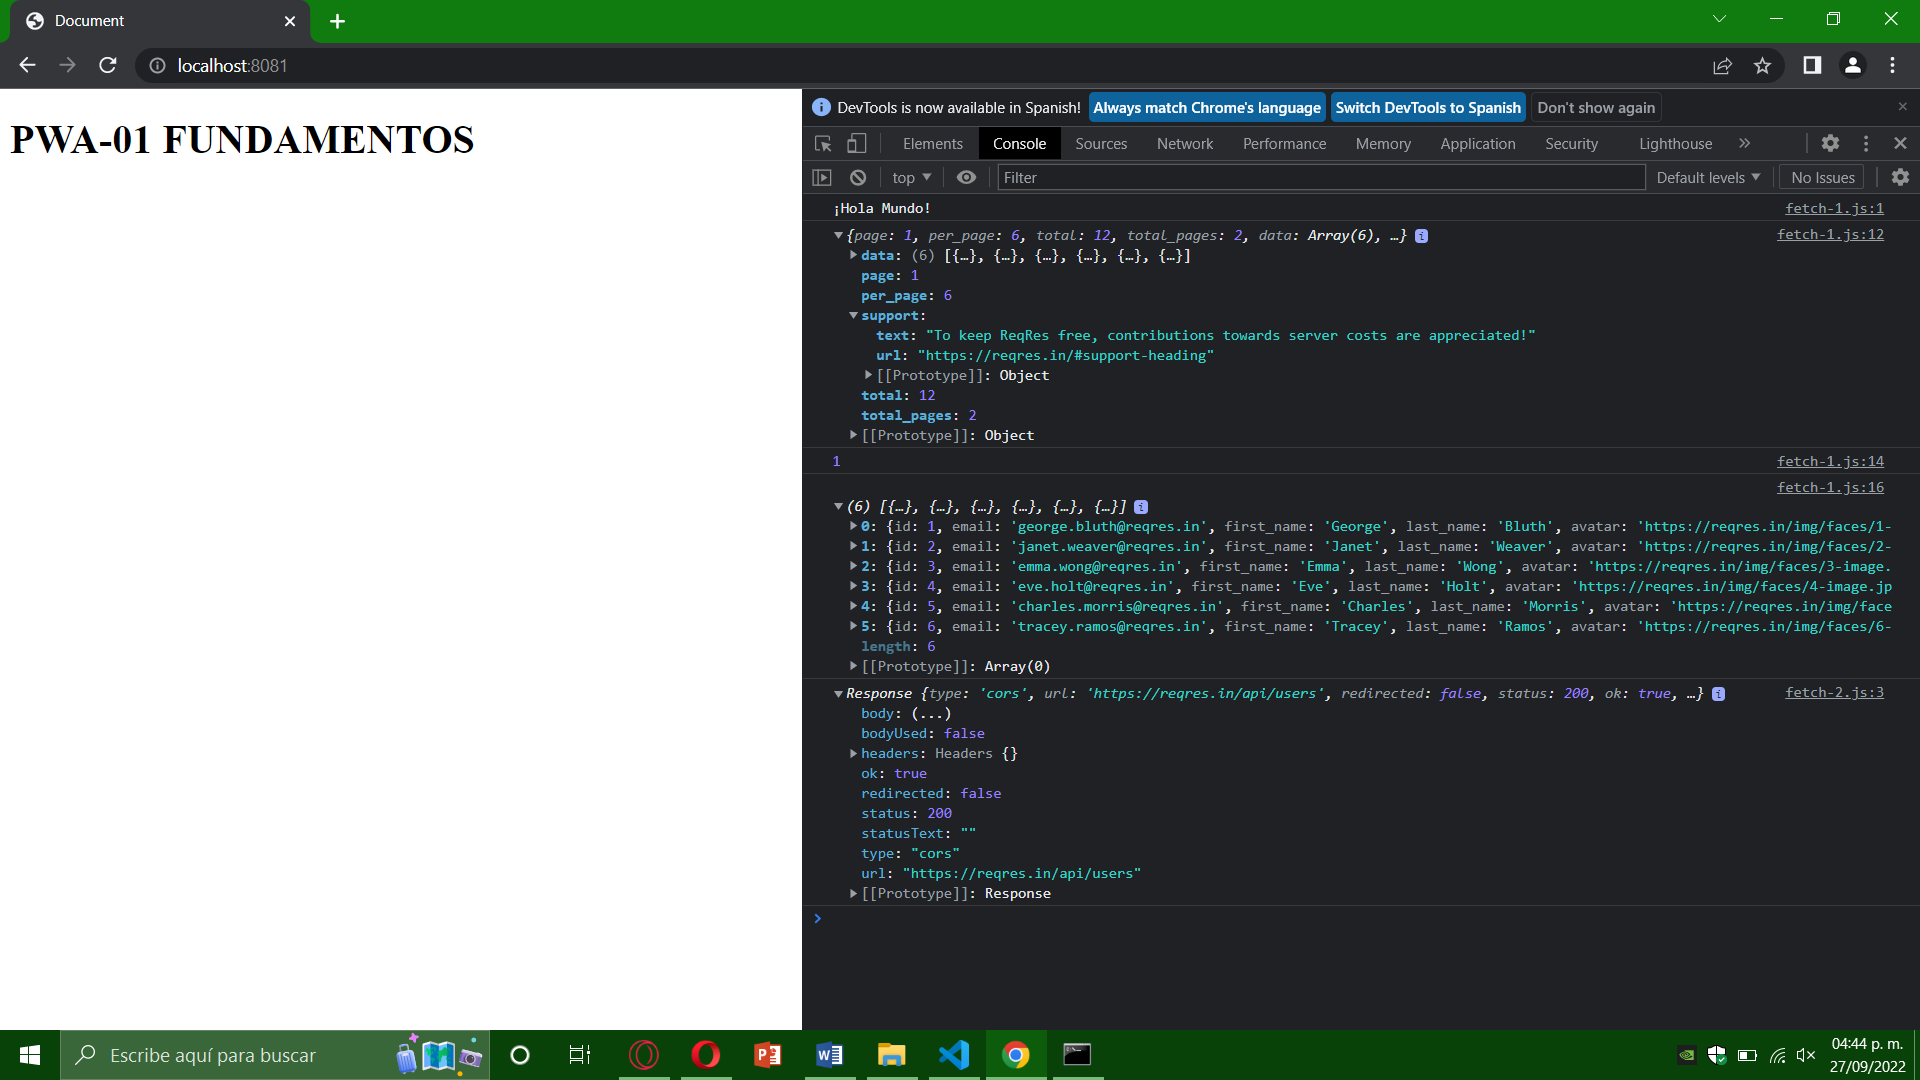 Document
localhost:8081
PWA-01 FUNDAMENTOS
DevTools is now available in Spanish! Always match Chrome's language Switch DevTools to Spanish Don't show again
Elements Console Sources Network Performance Memory Application Security Lighthouse
top Filter Default levels No Issues
¡Hola Mundo! fetch-1.js:1
{page: 1, per_page: 6, total: 12, total_pages: 2, data: Array(6), …} fetch-1.js:12
data: (6) [{…}, {…}, {…}, {…}, {…}, {…}]
page: 1
per_page: 6
support:
text: "To keep ReqRes free, contributions towards server costs are appreciated!"
url: "https://reqres.in/#support-heading"
[[Prototype]]: Object
total: 12
total_pages: 2
[[Prototype]]: Object
1 fetch-1.js:14
fetch-1.js:16
(6) [{…}, {…}, {…}, {…}, {…}, {…}]
0: {id: 1, email: 'george.bluth@reqres.in', first_name: 'George', last_name: 'Bluth', avatar: 'https://reqres.in/img/faces/1-
1: {id: 2, email: 'janet.weaver@reqres.in', first_name: 'Janet', last_name: 'Weaver', avatar: 'https://reqres.in/img/faces/2-
2: {id: 3, email: 'emma.wong@reqres.in', first_name: 'Emma', last_name: 'Wong', avatar: 'https://reqres.in/img/faces/3-image.
3: {id: 4, email: 'eve.holt@reqres.in', first_name: 'Eve', last_name: 'Holt', avatar: 'https://reqres.in/img/faces/4-image.jp
4: {id: 5, email: 'charles.morris@reqres.in', first_name: 'Charles', last_name: 'Morris', avatar: 'https://reqres.in/img/face
5: {id: 6, email: 'tracey.ramos@reqres.in', first_name: 'Tracey', last_name: 'Ramos', avatar: 'https://reqres.in/img/faces/6-
length: 6
[[Prototype]]: Array(0)
Response {type: 'cors', url: 'https://reqres.in/api/users', redirected: false, status: 200, ok: true, …} fetch-2.js:3
body: (...)
bodyUsed: false
headers: Headers {}
ok: true
redirected: false
status: 200
statusText: ""
type: "cors"
url: "https://reqres.in/api/users"
[[Prototype]]: Response
Escribe aquí para buscar
04:44 p. m.
27/09/2022